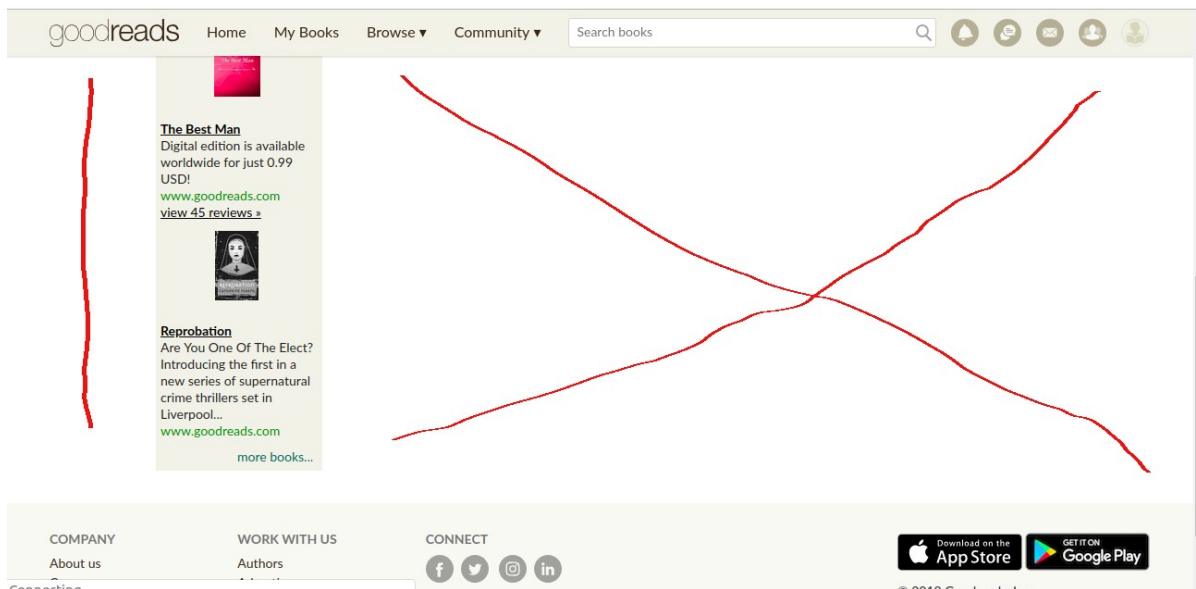 goodreads Home My Books Browse ▾ Community ▾ Search books
The Best Man
The Best Man
Digital edition is available
worldwide for just 0.99
USD!
www.goodreads.com
view 45 reviews »
Reprobation
Are You One Of The Elect?
Introducing the first in a
new series of supernatural
crime thrillers set in
Liverpool...
www.goodreads.com
more books...
COMPANY WORK WITH US CONNECT
About us Authors
Download on the
App Store
GET IT ON
Google Play